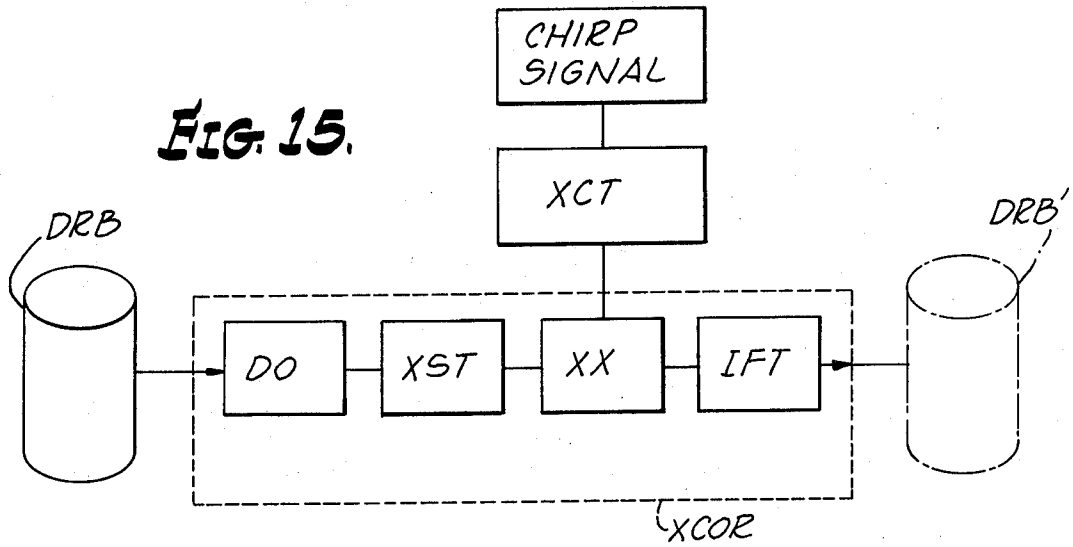 CHIRP
SIGNAL
FIG. 15.
XCT
DRB
DRB'
DO
XST
XX
IFT
XCOR